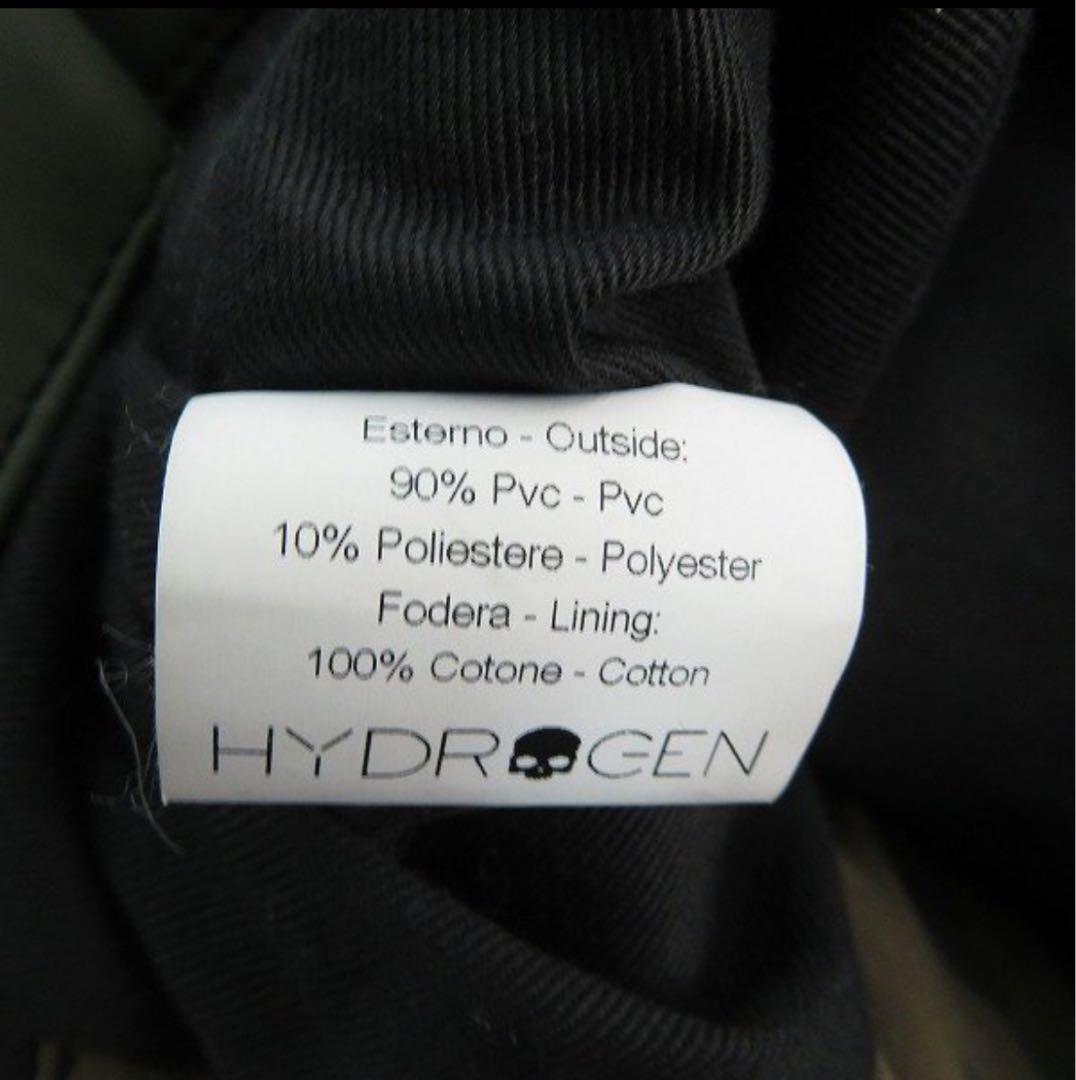 Esterno - Outside:
90% Pvc - Pvc
10% Poliestere - Polyester
Fodera - Lining:
100% Cotone - Cotton
HYDROGEN